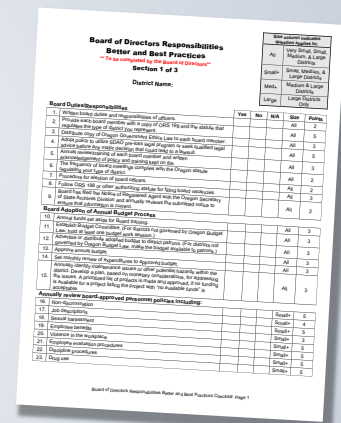 Board of Directors Responsibilities
Better and Best Practices
** To be completed by the Board of Directors**
Section 1 of 3
District Name:
Size column indicates
question applies to:
All Very Small, Small,
Medium, & Large
Districts
Small+ Small, Medium, &
Large Districts
Med+ Medium & Large
Districts
Large Large Districts
Only
Board Duties/Responsibilities Yes No N/A Size Points
1. Written board duties and responsibilities of officers. All 2
2. Provide each board member with a copy of ORS 198 and the statute that
regulates the type of district you represent. All 5
3. Distribute copy of Oregon Government Ethics Law to each board member. All 3
4. Adopt policy to utilize SDAO pre-loss legal program or seek qualified legal
advice before any major decision that could lead to a lawsuit. All 5
5. Annual review/training of each board member and written
acknowledgement of policy and training kept on file. All 3
6. The frequency of board meetings complies with the Oregon statute
regulating your type of district. All 5
7. Procedure for election of board officers. All 2
8. Follow ORS 198 or other authorizing statute for filling board vacancies. All 3
9. Board has filed the Notice of Registered Agent with the Oregon Secretary
of State Archives Division and annually reviews the submitted office to
ensure that information is current. All 2
Board Adoption of Annual Budget Process
10. Annual funds set aside for Board training. All 3
11. Establish Budget Committee. (For districts not governed by Oregon Budget
Law, hold at least one budget work session.) All 3
12. Advertise or distribute adopted budget to district patrons. (For districts not
governed by Oregon Budget Law, make the budget available to patrons.) All 3
13. Approve annual budget. All 3
14. Set monthly review of expenditures to approved budget. All 3
15. Annually identify maintenance issues or other potential hazards within the
district. Develop a plan, based on monetary considerations, for addressing
the issues. A prioritized list of projects is made and approved, if no funding
is available for a project listing the project with "no available funds" is
acceptable. All 3
Annually review board-approved personnel policies including:
16. Non-discrimination Small+ 5
17. Job descriptions Small+ 4
18. Sexual harassment Small+ 5
19. Employee benefits Small+ 3
20. Violence in the workplace Small+ 5
21. Employee evaluation procedures Small+ 5
22. Discipline procedures Small+ 5
23. Drug use Small+ 5
Board of Directors Responsibilities Better and Best Practices Checklist: Page 1